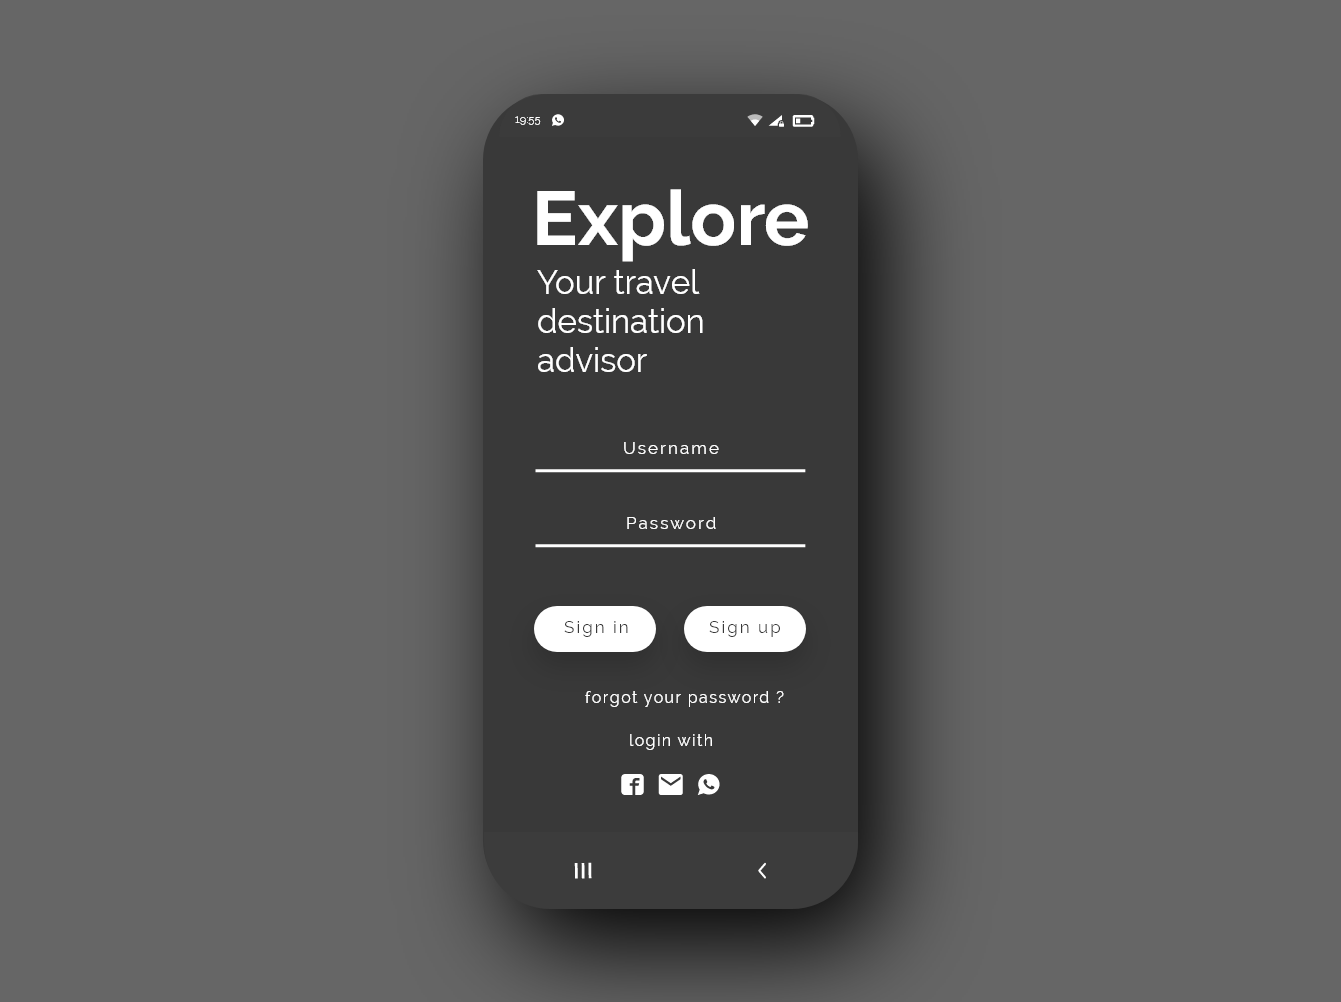 19:55
Explore
Your travel
destination
advisor
Username
Password
Sign in Sign up
forgot your password ?
login with